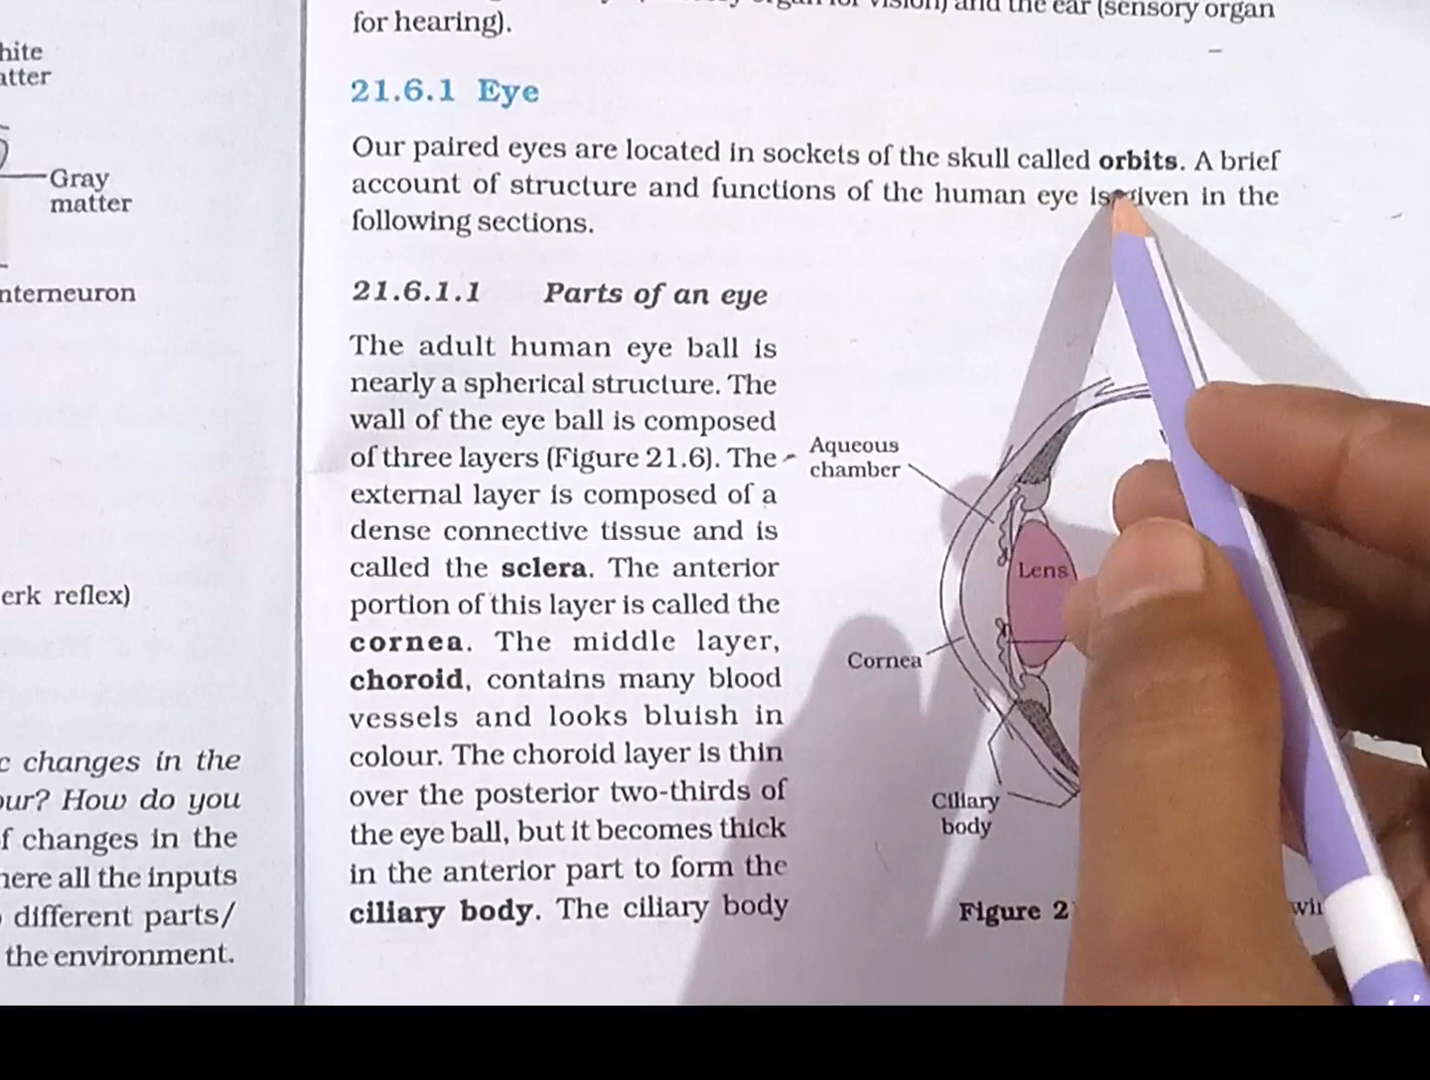 and the ear (sensory organ
for hearing).
21.6.1 Eye
Our paired eyes are located in sockets of the skull called orbits. A brief
account of structure and functions of the human eye is given in the
following sections.
21.6.1.1 Parts of an eye
The adult human eye ball is
nearly a spherical structure. The
wall of the eye ball is composed
of three layers (Figure 21.6). The
external layer is composed of a
dense connective tissue and is
called the sclera. The anterior
portion of this layer is called the
cornea. The middle layer,
choroid, contains many blood
vessels and looks bluish in
colour. The choroid layer is thin
over the posterior two-thirds of
the eye ball, but it becomes thick
in the anterior part to form the
ciliary body. The ciliary body
Aqueous
chamber
Lens
Cornea
Ciliary
body
Figure 2
Gray
matter
erk reflex)
changes in the
How do you
changes in the
all the inputs
different parts/
the environment.